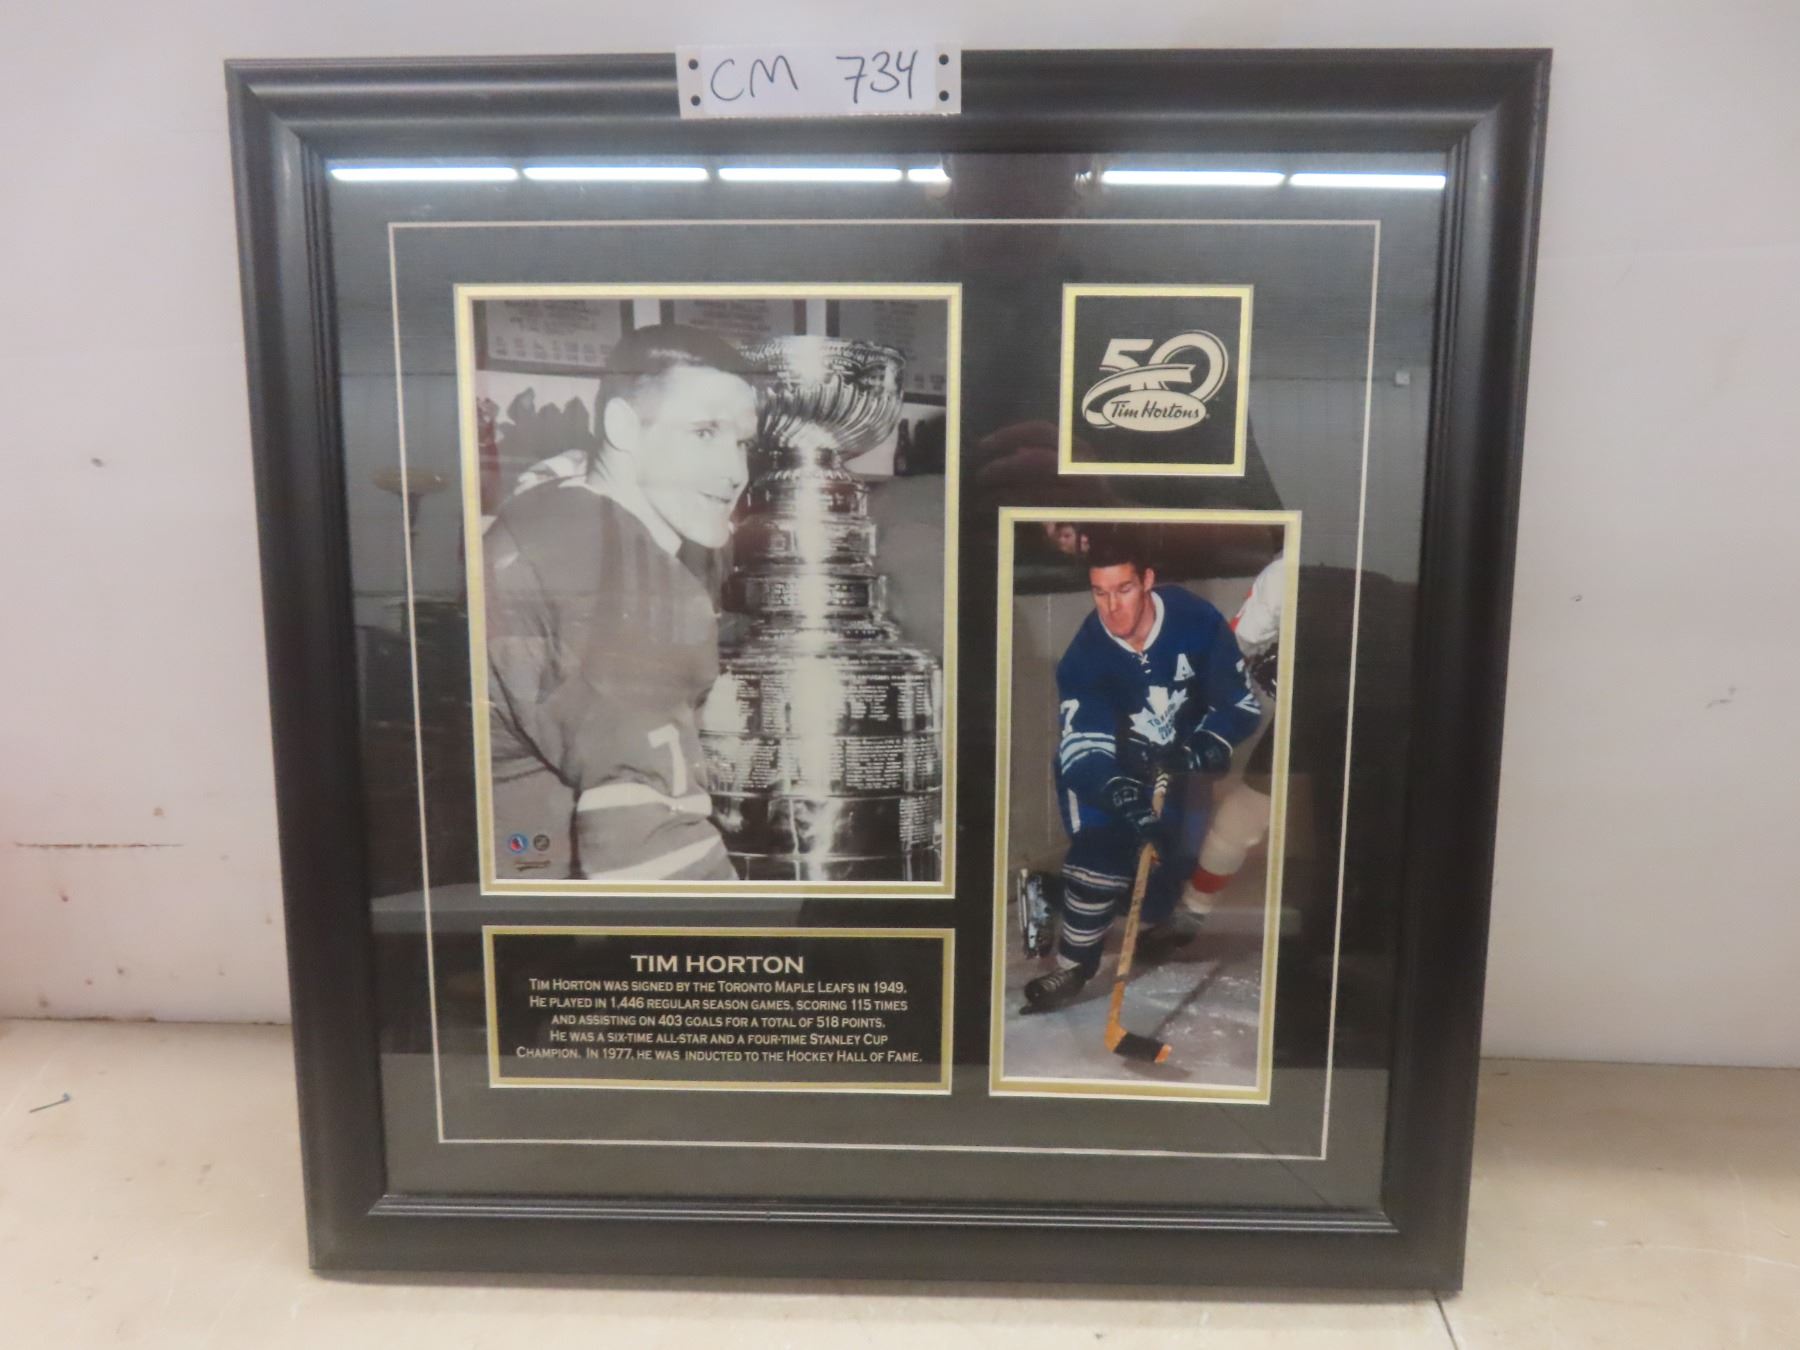 CM 734
50
Tim Hortons
7
A
7
TORONTO
TIM HORTON
TIM HORTON WAS SIGNED BY THE TORONTO MAPLE LEAFS IN 1949.
HE PLAYED IN 1,446 REGULAR SEASON GAMES, SCORING 115 TIMES
AND ASSISTING ON 403 GOALS FOR A TOTAL OF 518 POINTS.
HE WAS A SIX-TIME ALL-STAR AND A FOUR-TIME STANLEY CUP
CHAMPION. IN 1977, HE WAS INDUCTED TO THE HOCKEY HALL OF FAME.